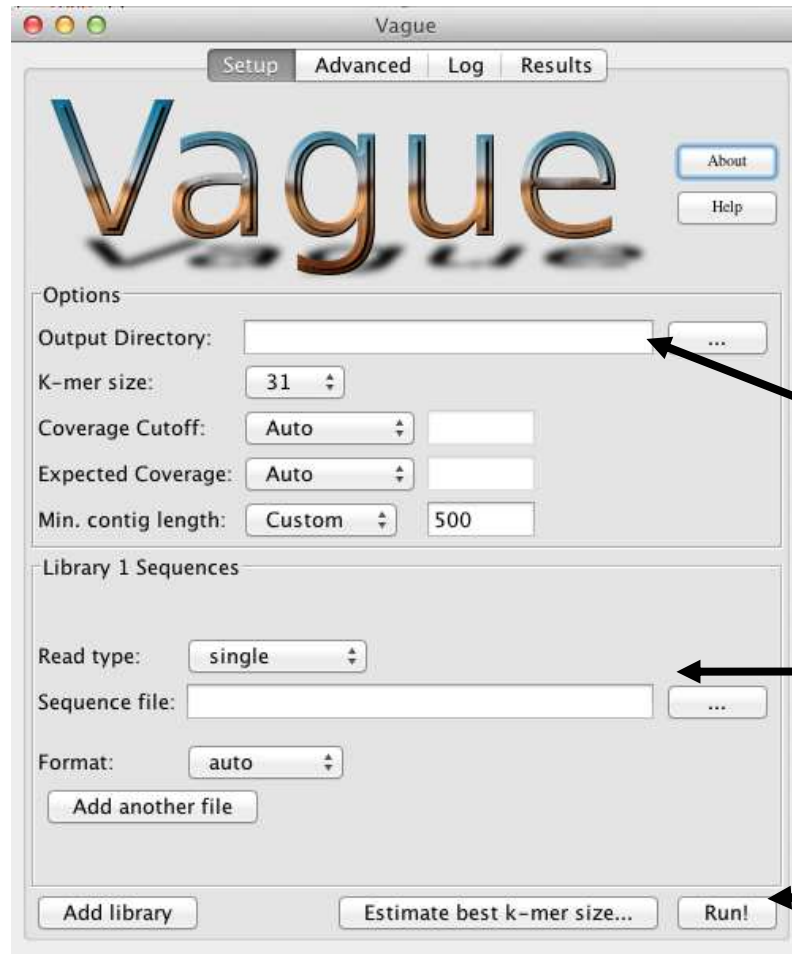 Vague
Setup Advanced Log Results
Vague
About
Help
Options
Output Directory: ...
K-mer size: 31
Coverage Cutoff: Auto
Expected Coverage: Auto
Min. contig length: Custom 500
Library 1 Sequences
Read type: single
Sequence file: ...
Format: auto
Add another file
Add library Estimate best k-mer size... Run!